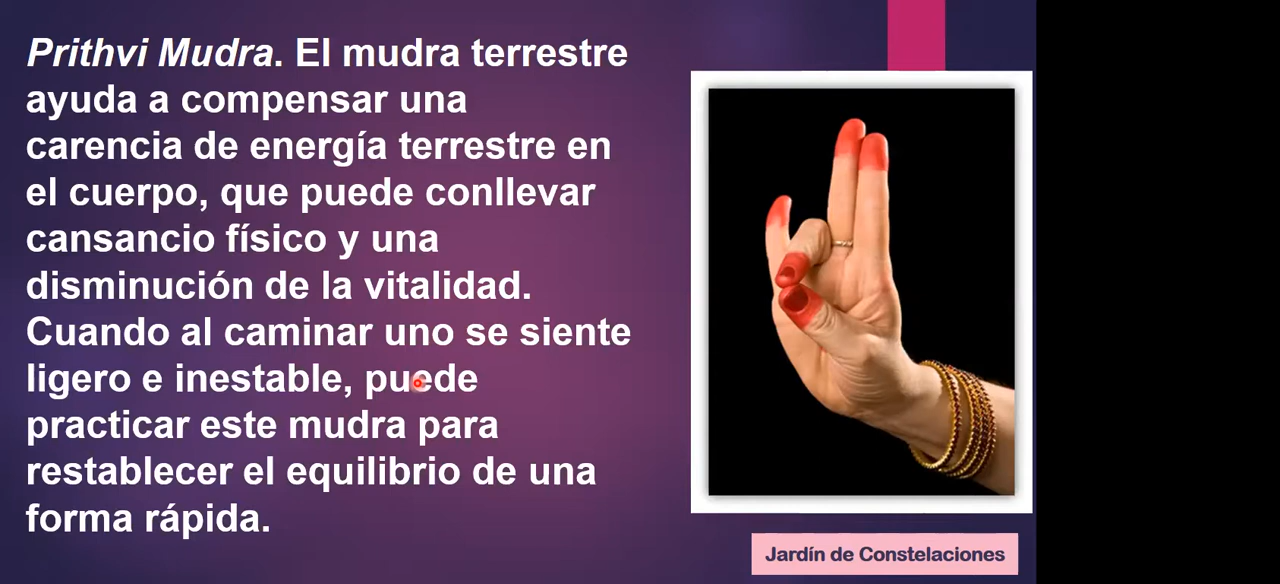 Prithvi Mudra. El mudra terrestre
ayuda a compensar una
carencia de energía terrestre en
el cuerpo, que puede conllevar
cansancio físico y una
disminución de la vitalidad.
Cuando al caminar uno se siente
ligero e inestable, puede
practicar este mudra para
restablecer el equilibrio de una
forma rápida.
Jardín de Constelaciones